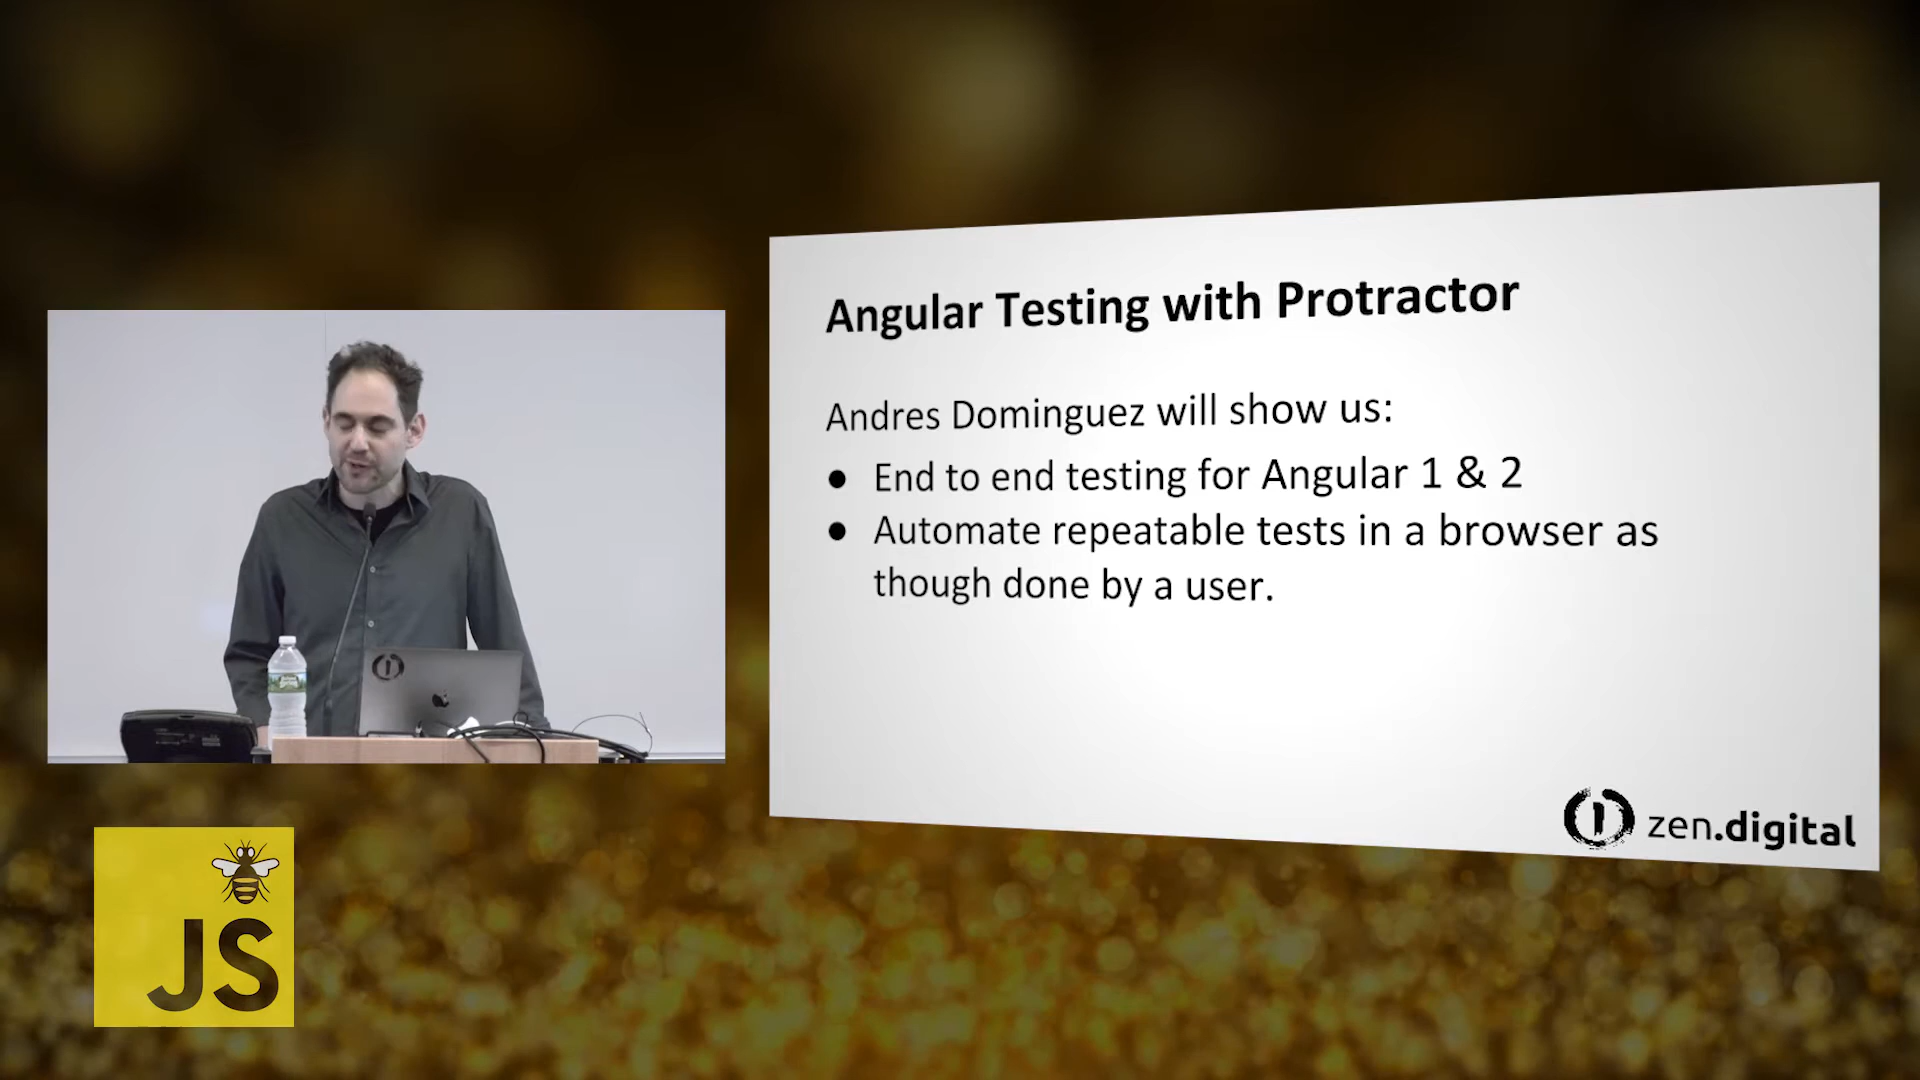 Angular Testing with Protractor
Andres Dominguez will show us:
● End to end testing for Angular 1 & 2
● Automate repeatable tests in a browser as
though done by a user.
zen.digital
JS